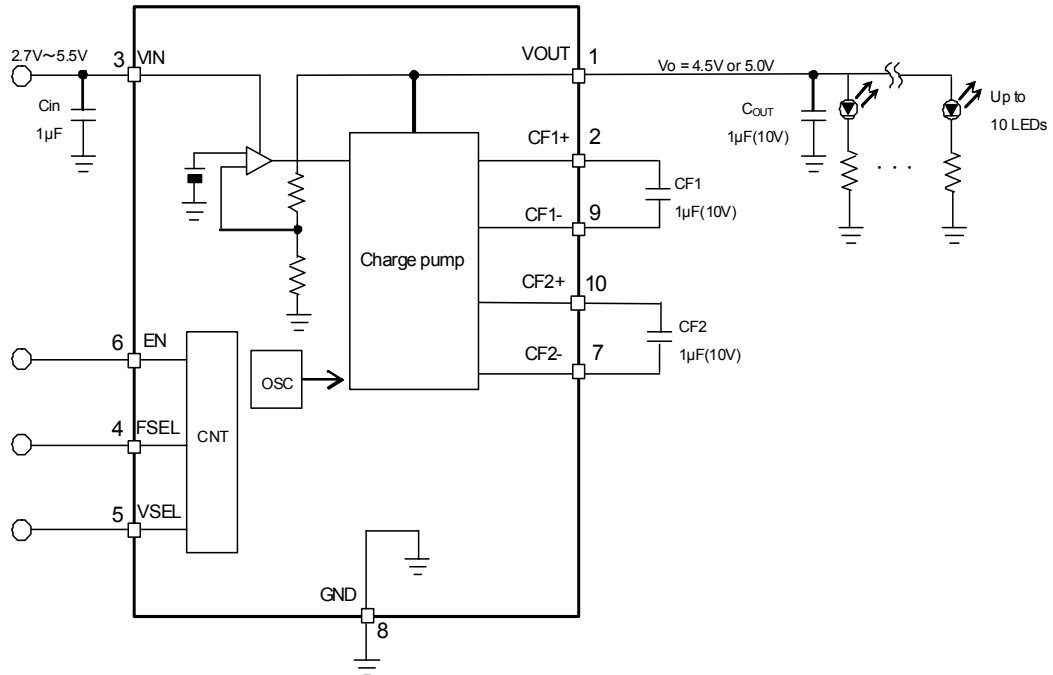 2.7V~5.5V
3
VIN
VOUT
1
Vo = 4.5V or 5.0V
Cin
1μF
COUT
1μF(10V)
Up to
10 LEDs
CF1+
2
CF1
1μF(10V)
CF1-
9
Charge pump
CF2+
10
CF2
1μF(10V)
CF2-
7
6
EN
OSC
4
FSEL
CNT
5
VSEL
. . .
GND
8